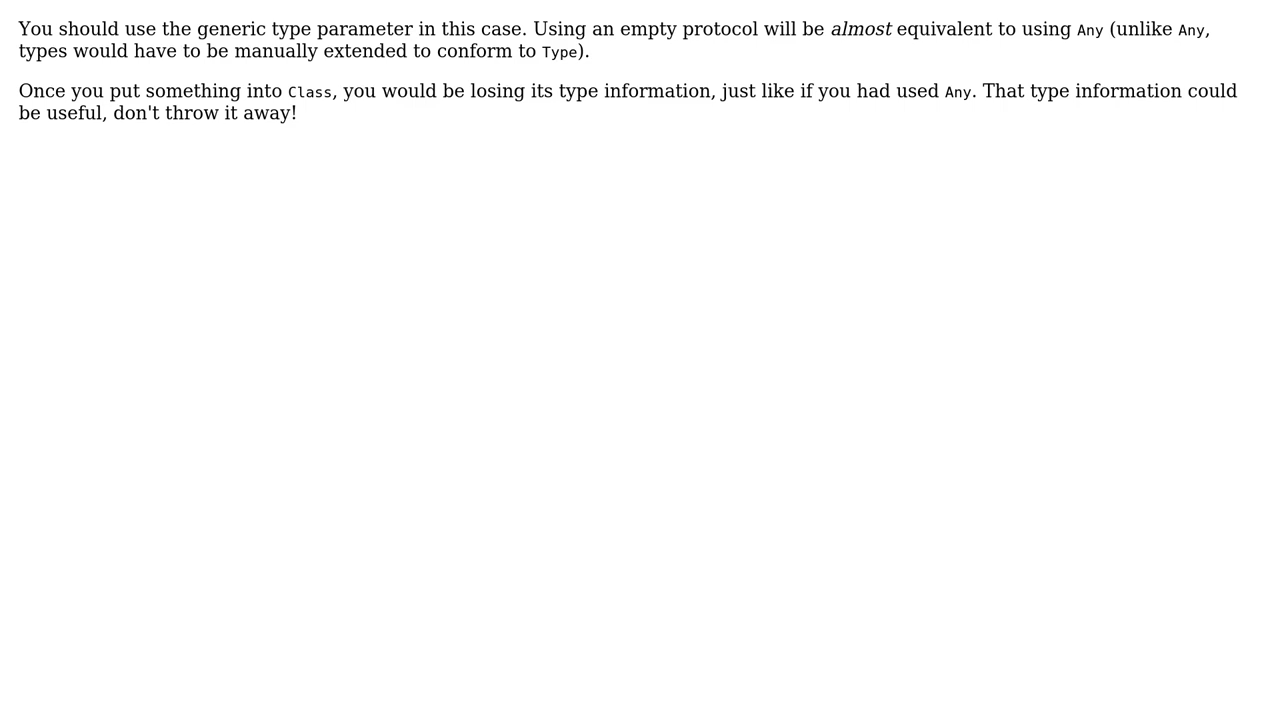 You should use the generic type parameter in this case. Using an empty protocol will be almost equivalent to using Any (unlike Any,
types would have to be manually extended to conform to Type).
Once you put something into Class, you would be losing its type information, just like if you had used Any. That type information could
be useful, don't throw it away!